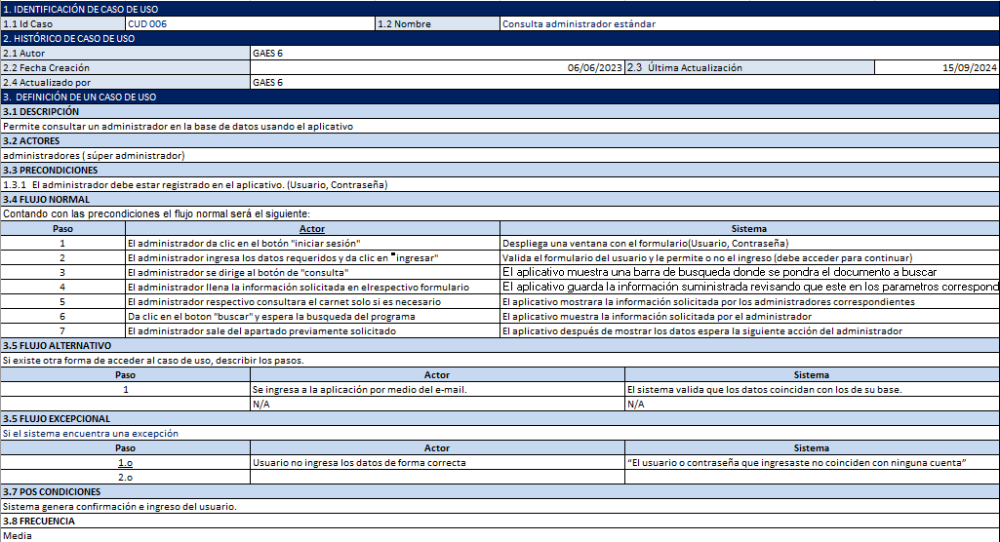 1. IDENTIFICACIÓN DE CASO DE USO
1.1 Id Caso CUD 006 1.2 Nombre Consulta administrador estándar
2. HISTÓRICO DE CASO DE USO
2.1 Autor GAES 6
2.2 Fecha Creación 06/06/2023 2.3 Última Actualización 15/09/2024
2.4 Actualizado por GAES 6
3. DEFINICIÓN DE UN CASO DE USO
3.1 DESCRIPCIÓN
Permite consultar un administrador en la base de datos usando el aplicativo
3.2 ACTORES
administradores ( súper administrador)
3.3 PRECONDICIONES
1.3.1 El administrador debe estar registrado en el aplicativo. (Usuario, Contraseña)
3.4 FLUJO NORMAL
Contando con las precondiciones el flujo normal será el siguiente:
Paso Actor Sistema
1 El administrador da clic en el botón "iniciar sesión" Despliega una ventana con el formulario(Usuario, Contraseña)
2 El administrador ingresa los datos requeridos y da clic en "ingresar" Valida el formulario del usuario y le permite o no el ingreso (debe acceder para continuar)
3 El administrador se dirige al botón de "consulta" El aplicativo muestra una barra de busqueda donde se pondra el documento a buscar
4 El administrador llena la información solicitada en elrespectivo formulario El aplicativo guarda la información suministrada revisando que este en los parametros correspond
5 El administrador respectivo consultara el carnet solo si es necesario El aplicativo mostrara la información solicitada por los administradores correspondientes
6 Da clic en el boton "buscar" y espera la busqueda del programa El aplicativo muestra la información solicitada por el administrador
7 El administrador sale del apartado previamente solicitado El aplicativo después de mostrar los datos espera la siguiente acción del administrador
3.5 FLUJO ALTERNATIVO
Si existe otra forma de acceder al caso de uso, describir los pasos.
Paso Actor Sistema
1 Se ingresa a la aplicación por medio del e-mail. El sistema valida que los datos coincidan con los de su base.
N/A N/A
3.5 FLUJO EXCEPCIONAL
Si el sistema encuentra una excepción
Paso Actor Sistema
1.o Usuario no ingresa los datos de forma correcta “El usuario o contraseña que ingresaste no coinciden con ninguna cuenta”
2.o
3.7 POS CONDICIONES
Sistema genera confirmación e ingreso del usuario.
3.8 FRECUENCIA
Media